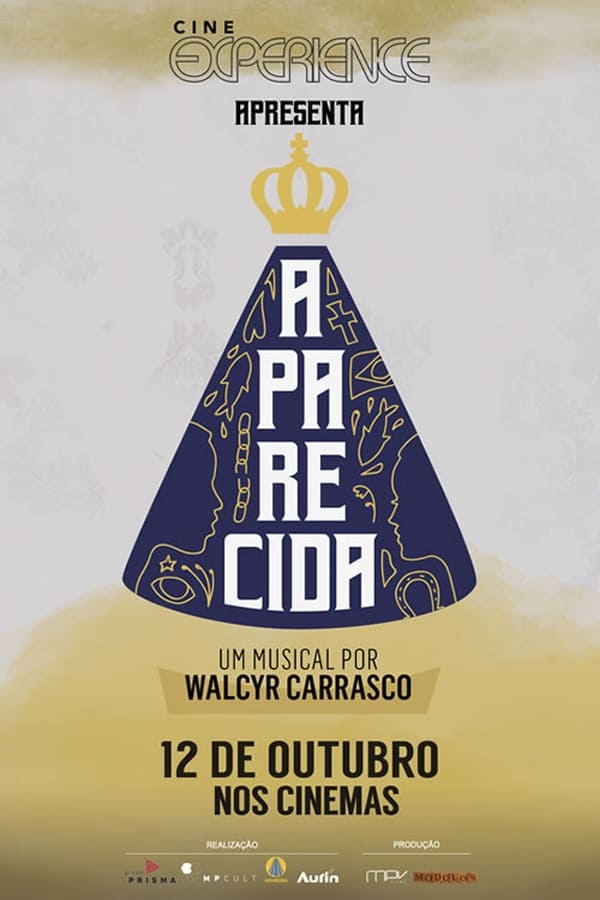 CINE
EXPERIENCE
APRESENTA
A
PA
RE
CIDA
UM MUSICAL POR
WALCYR CARRASCO
12 DE OUTUBRO
NOS CINEMAS
REALIZAÇÃO
PRODUÇÃO
PRISMA
MPCULT
Aurin
MPV